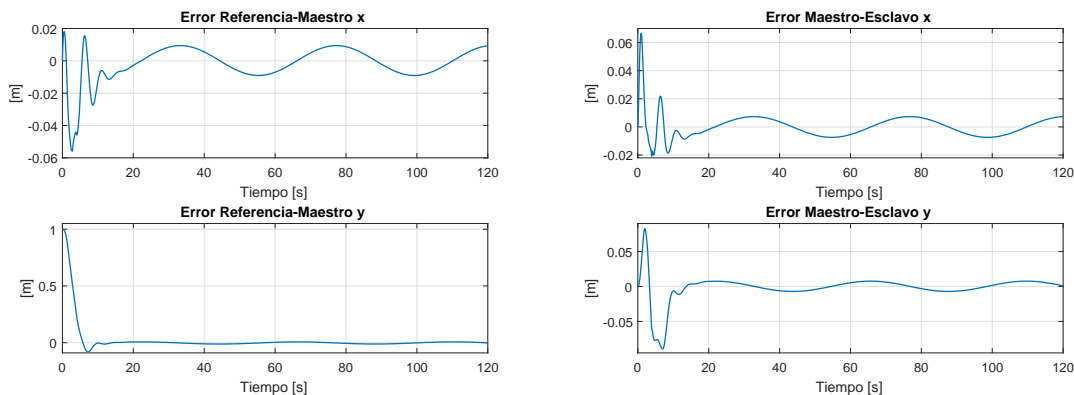 Error Referencia-Maestro x
0.02
0
-0.02
-0.04
-0.06
[m]
0 20 40 60 80 100 120
Tiempo [s]
Error Maestro-Esclavo x
0.06
0.04
0.02
0
-0.02
[m]
0 20 40 60 80 100 120
Tiempo [s]
Error Referencia-Maestro y
1
0.5
0
[m]
0 20 40 60 80 100 120
Tiempo [s]
Error Maestro-Esclavo y
0.05
0
-0.05
[m]
0 20 40 60 80 100 120
Tiempo [s]